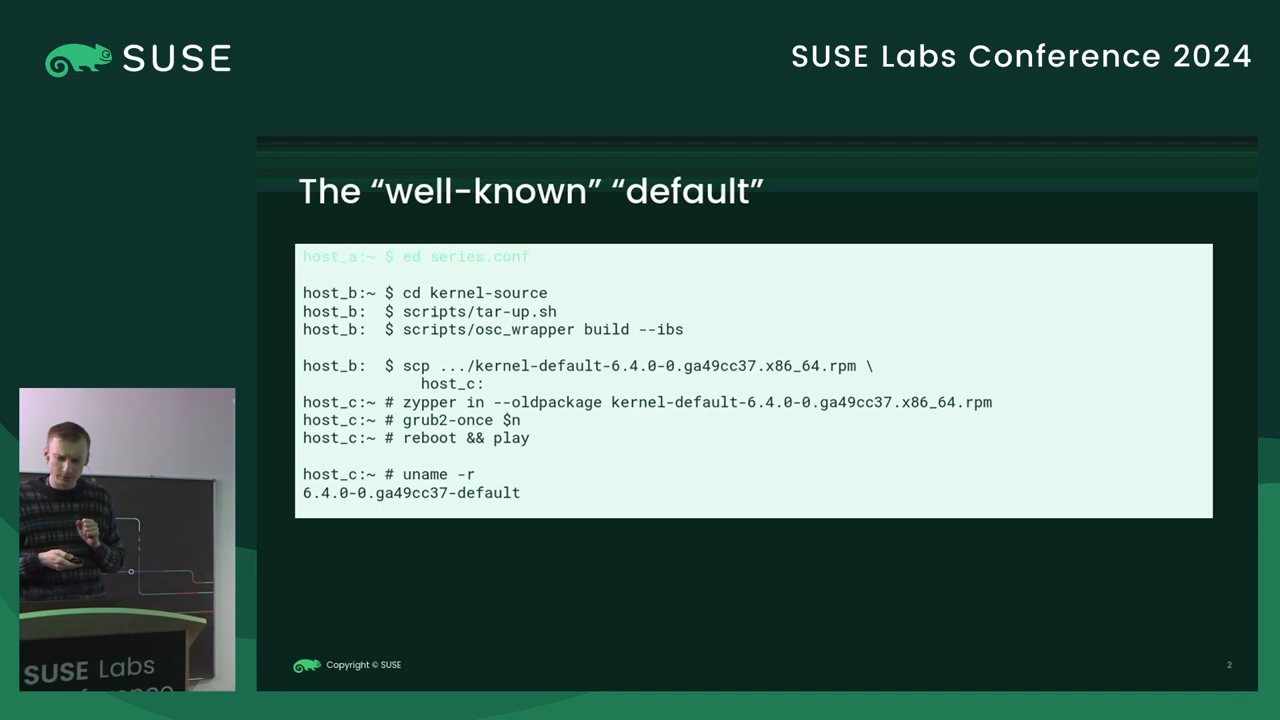 SUSE
SUSE Labs Conference 2024
The “well-known” “default”
host_a:~ $ ed series.conf
host_b:~ $ cd kernel-source
host_b:  $ scripts/tar-up.sh
host_b:  $ scripts/osc_wrapper build --ibs
host_b:  $ scp .../kernel-default-6.4.0-0.ga49cc37.x86_64.rpm \
host_c:
host_c:~ # zypper in --oldpackage kernel-default-6.4.0-0.ga49cc37.x86_64.rpm
host_c:~ # grub2-once $n
host_c:~ # reboot && play
host_c:~ # uname -r
6.4.0-0.ga49cc37-default
SUSE Labs
Copyright © SUSE
2